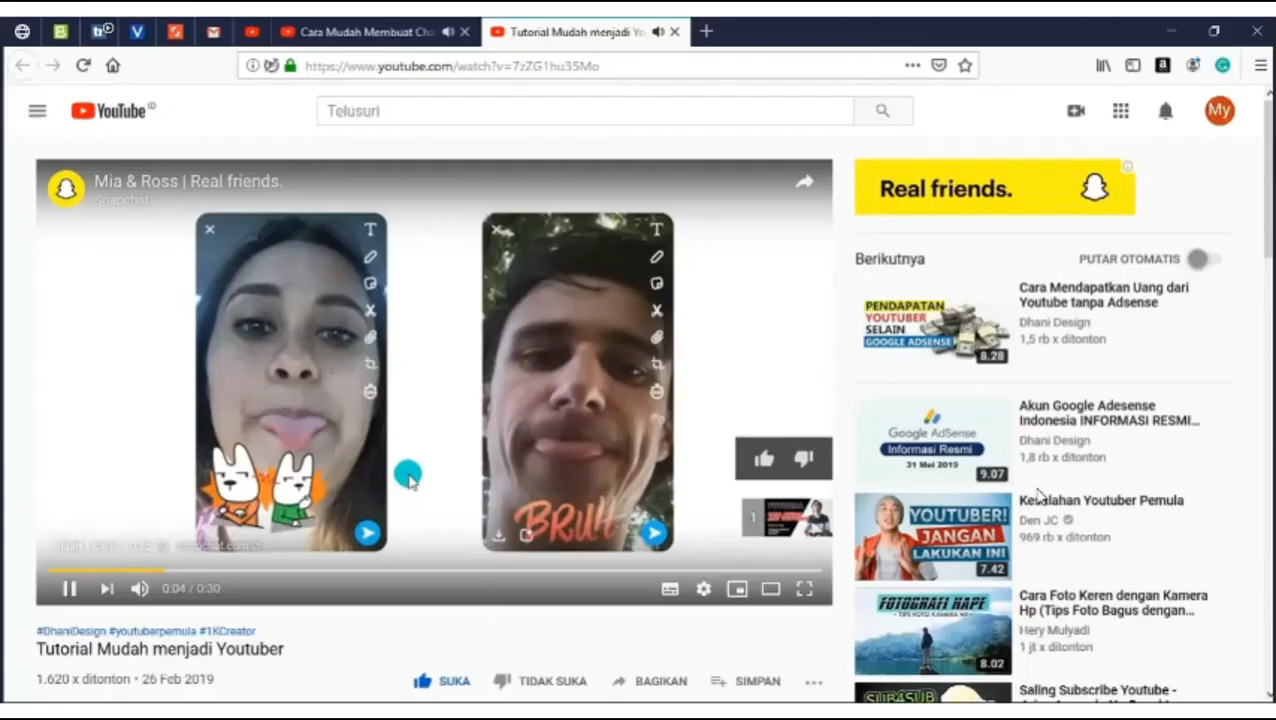 Cara Mudah Membuat Cha
Tutorial Mudah menjadi Yo
https://www.youtube.com/watch?v=7zZG1hu35Mo
YouTube ID
Telusuri
My
Mia & Ross | Real friends.
Snapchat
T
T
BRUH
1
0:04 / 0:30
#DhaniDesign #youtuberpemula #1KCreator
Tutorial Mudah menjadi Youtuber
1.620 x ditonton • 26 Feb 2019
SUKA
TIDAK SUKA
BAGIKAN
SIMPAN
Real friends.
Berikutnya
PUTAR OTOMATIS
PENDAPATAN
YOUTUBER
SELAIN
GOOGLE ADSENSE
8.28
Cara Mendapatkan Uang dari
Youtube tanpa Adsense
Dhani Design
1,5 rb x ditonton
Google AdSense
Informasi Resmi
31 Mei 2019
9.07
Akun Google Adesense
Indonesia INFORMASI RESMI...
Dhani Design
1,8 rb x ditonton
YOUTUBER!
JANGAN
LAKUKAN INI
7.42
Kesalahan Youtuber Pemula
Den JC
969 rb x ditonton
FOTOGRAFI HAPE
8.02
Cara Foto Keren dengan Kamera
Hp (Tips Foto Bagus dengan...
Hery Mulyadi
1 jt x ditonton
SUB4SUB
Saling Subscribe Youtube -